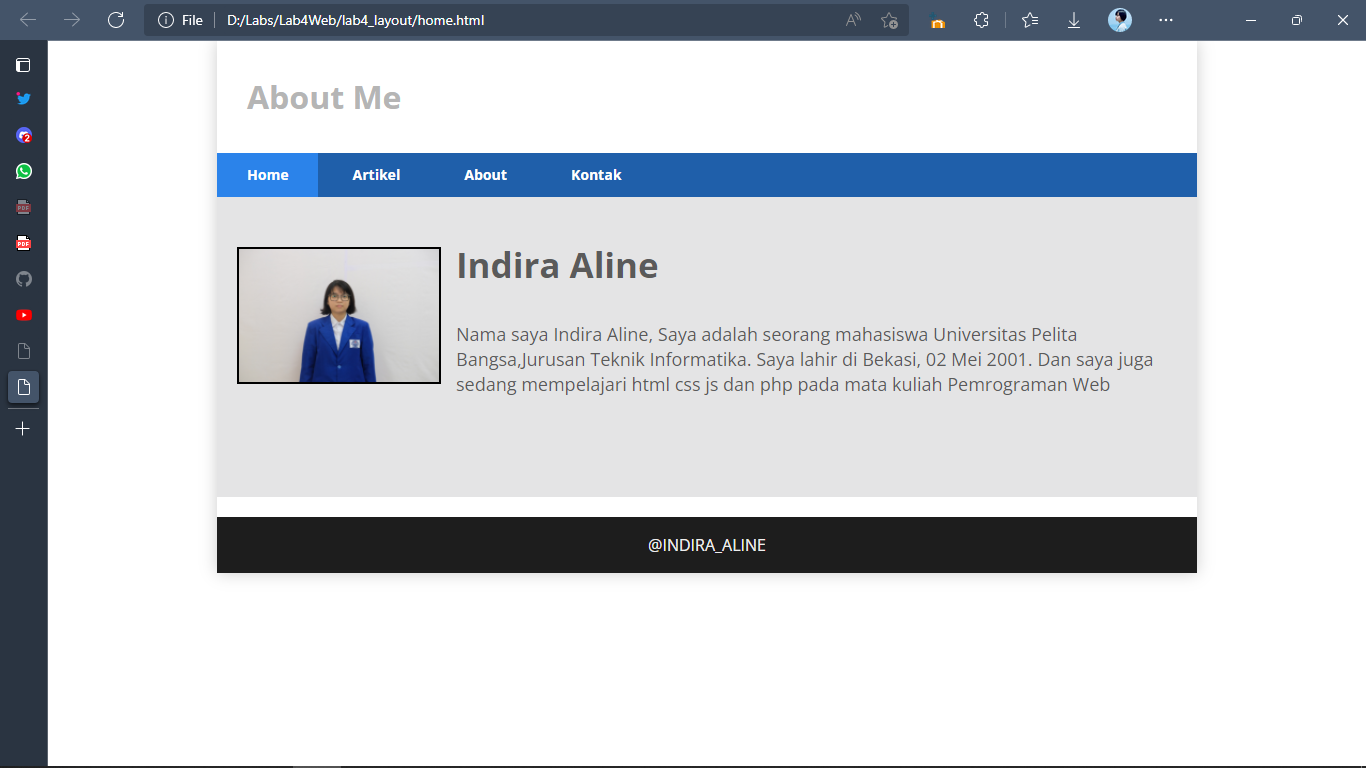 File
D:/Labs/Lab4Web/lab4_layout/home.html
About Me
Home Artikel About Kontak
Indira Aline
Nama saya Indira Aline, Saya adalah seorang mahasiswa Universitas Pelita
Bangsa,Jurusan Teknik Informatika. Saya lahir di Bekasi, 02 Mei 2001. Dan saya juga
sedang mempelajari html css js dan php pada mata kuliah Pemrograman Web
@INDIRA_ALINE